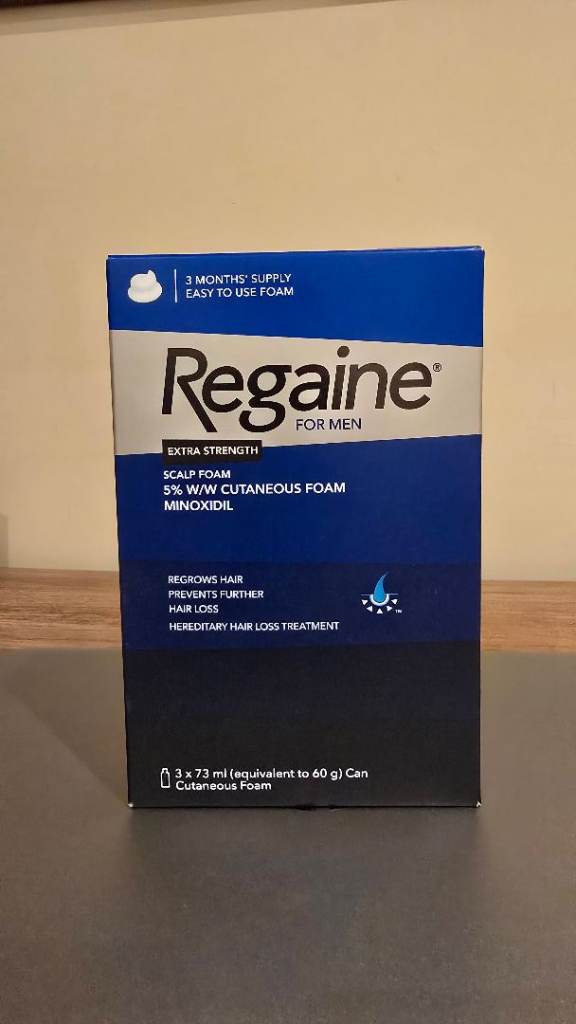 3 MONTHS' SUPPLY
EASY TO USE FOAM
Regaine®
FOR MEN
EXTRA STRENGTH
SCALP FOAM
5% W/W CUTANEOUS FOAM
MINOXIDIL
REGROWS HAIR
PREVENTS FURTHER
HAIR LOSS
HEREDITARY HAIR LOSS TREATMENT
TM
3 x 73 ml (equivalent to 60 g) Can
Cutaneous Foam